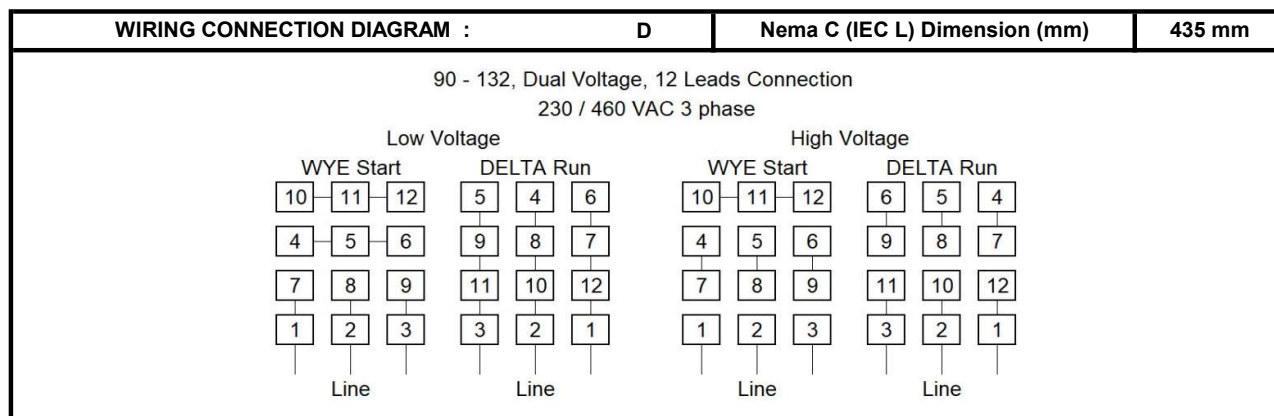 WIRING CONNECTION DIAGRAM : D Nema C (IEC L) Dimension (mm) 435 mm
90 - 132, Dual Voltage, 12 Leads Connection
230 / 460 VAC 3 phase
Low Voltage High Voltage
WYE Start DELTA Run WYE Start DELTA Run
10 11 12 5 4 6 10 11 12 6 5 4
4 5 6 9 8 7 4 5 6 9 8 7
7 8 9 11 10 12 7 8 9 11 10 12
1 2 3 3 2 1 1 2 3 3 2 1
Line Line Line Line